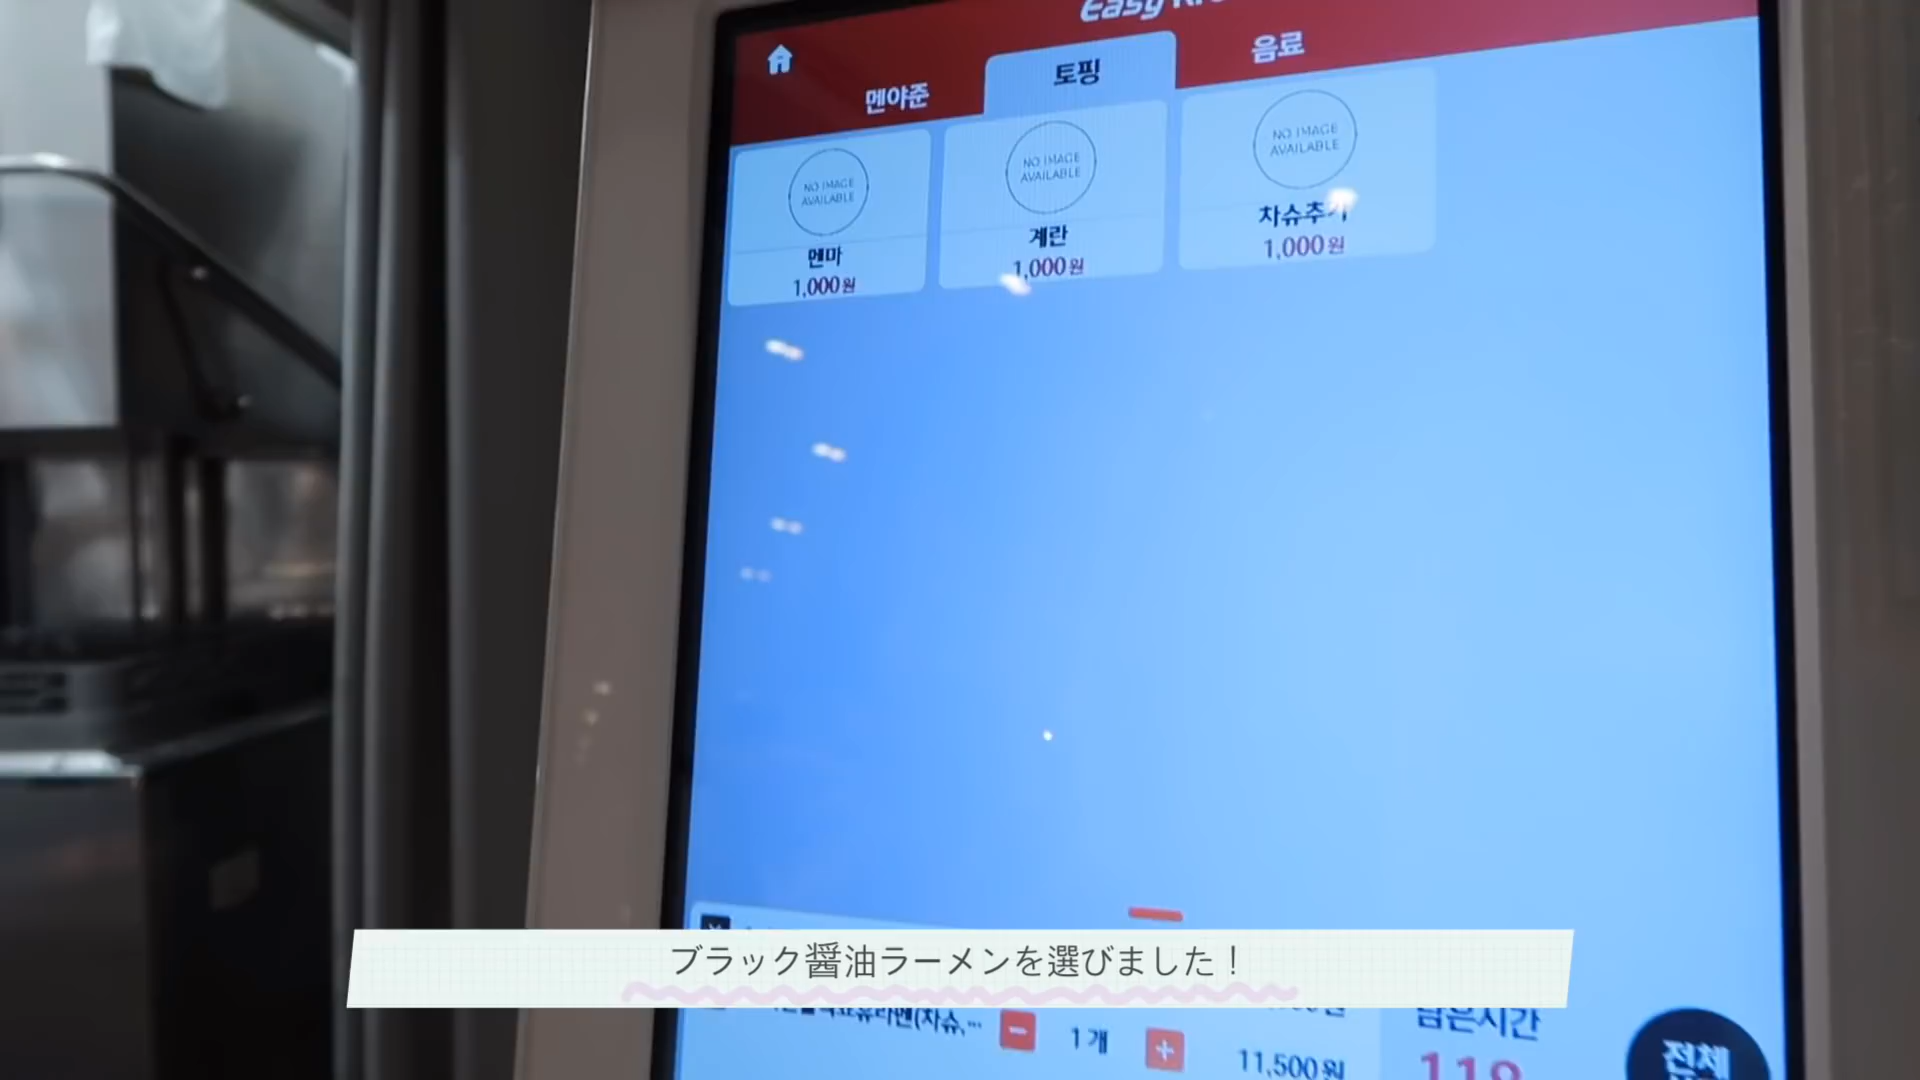 Easy
멘야준
토핑
음료
NO IMAGE
AVAILABLE
멘마
1,000원
NO IMAGE
AVAILABLE
계란
1,000원
NO IMAGE
AVAILABLE
차슈추가
1,000원
ブラック醤油ラーメンを選びました！
1개
11,500원
남은시간
118
전체